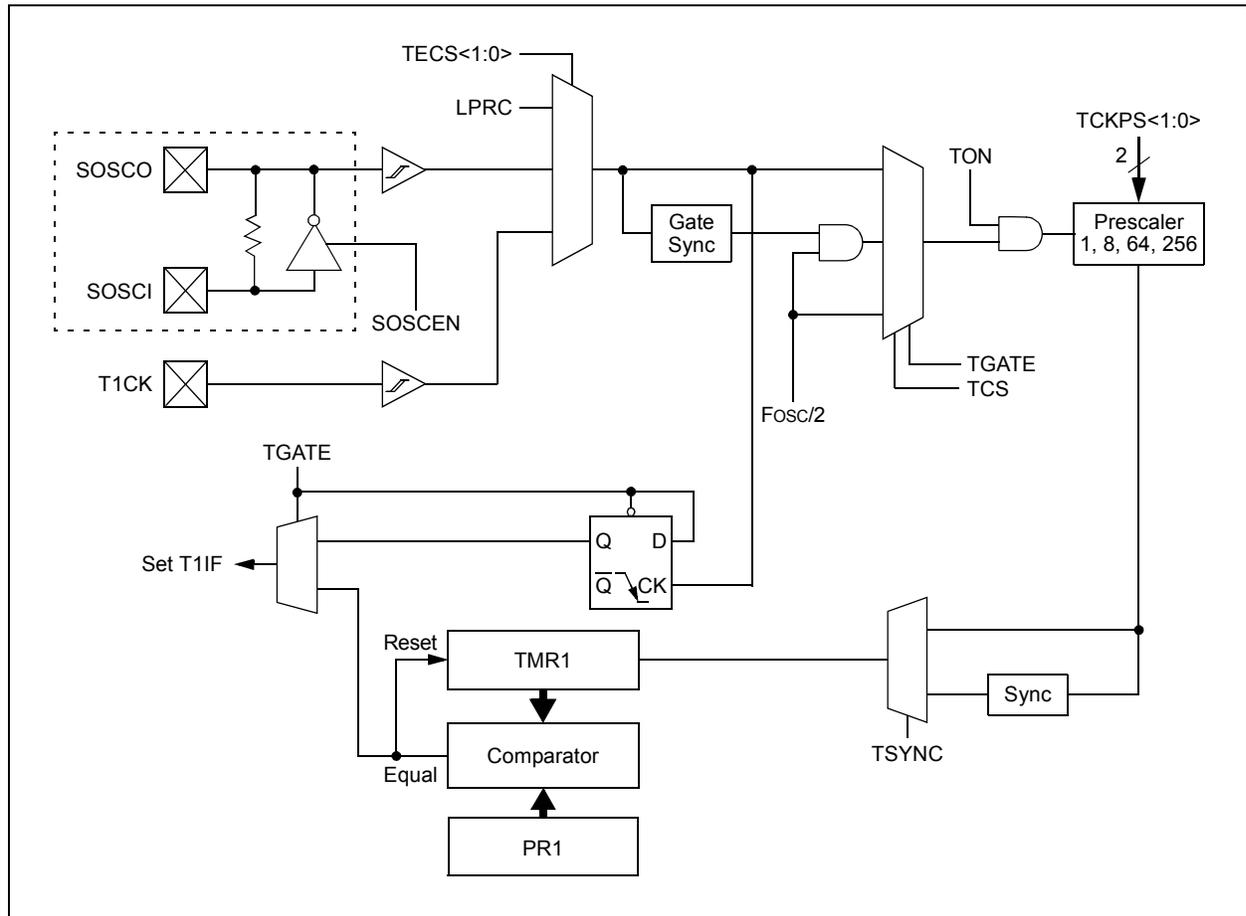 TECS<1:0>
LPRC
TCKPS<1:0>
2
SOSCO
TON
Gate
Sync
Prescaler
1, 8, 64, 256
SOSCI
SOSCEN
T1CK
TGATE
TCS
FOSC/2
TGATE
Q D
Set T1IF
Q CK
Reset
TMR1
Sync
Comparator
Equal
TSYNC
PR1